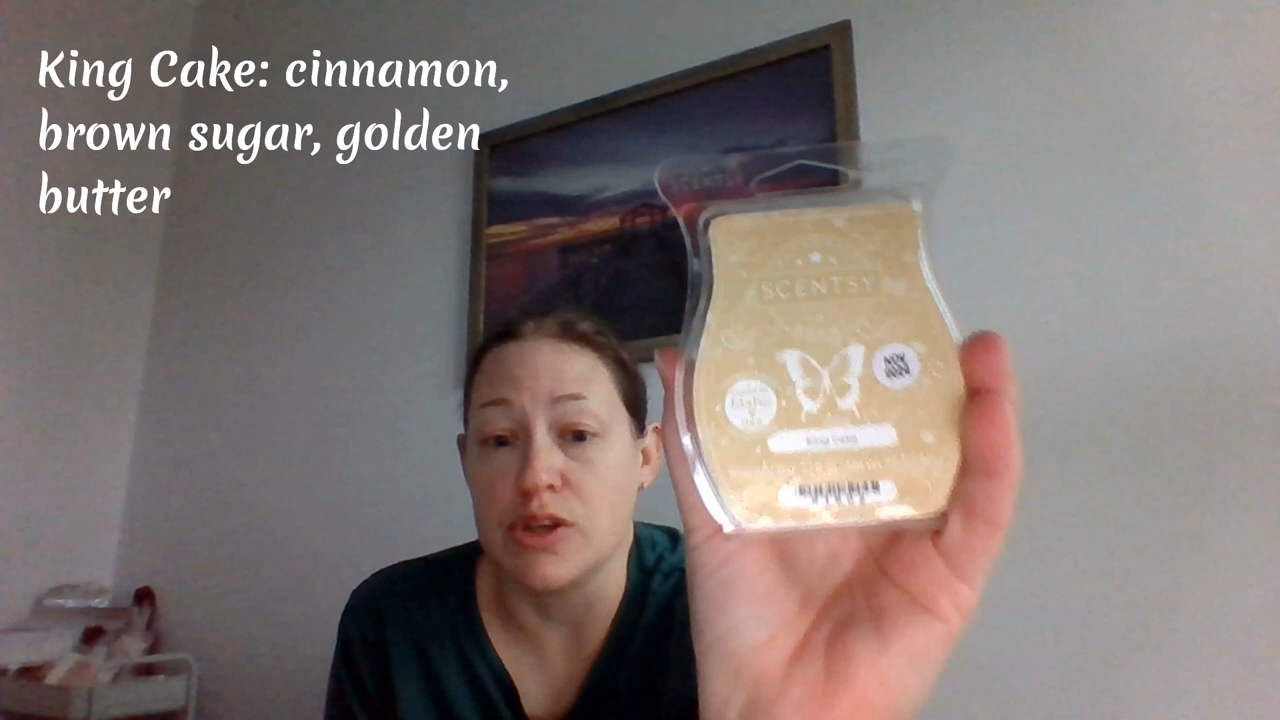 King Cake: cinnamon,
brown sugar, golden
butter
SCENTSY
King Cake